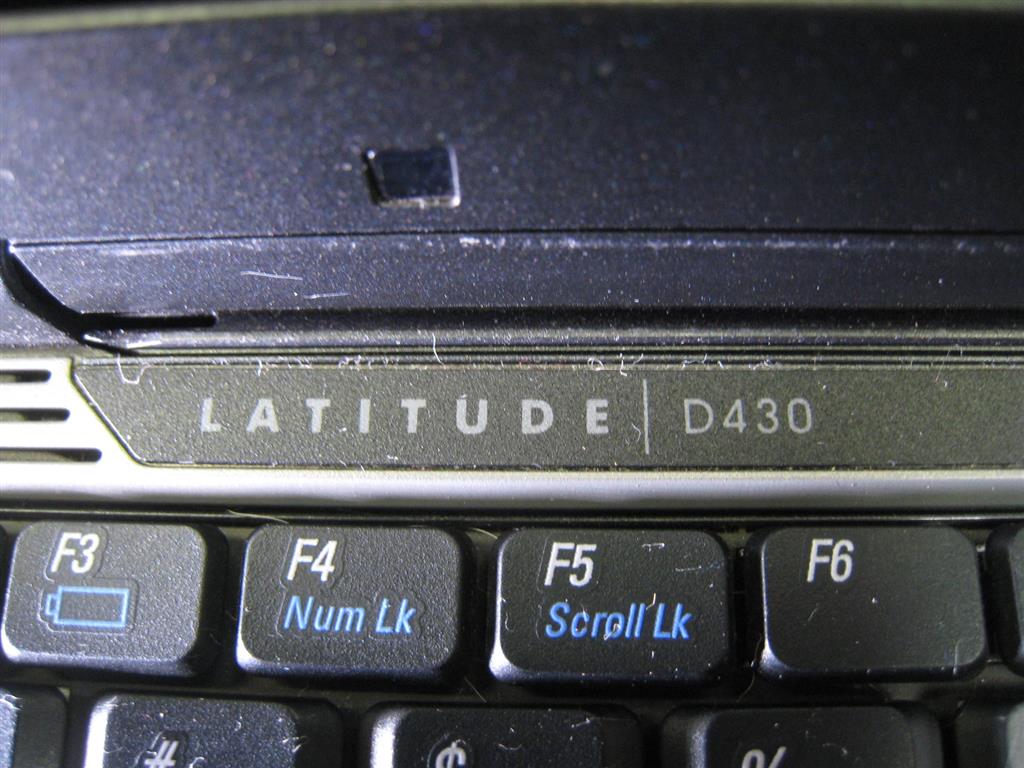 LATITUDE | D430
F3 F4 F5 F6
Num Lk Scroll Lk
# $ %